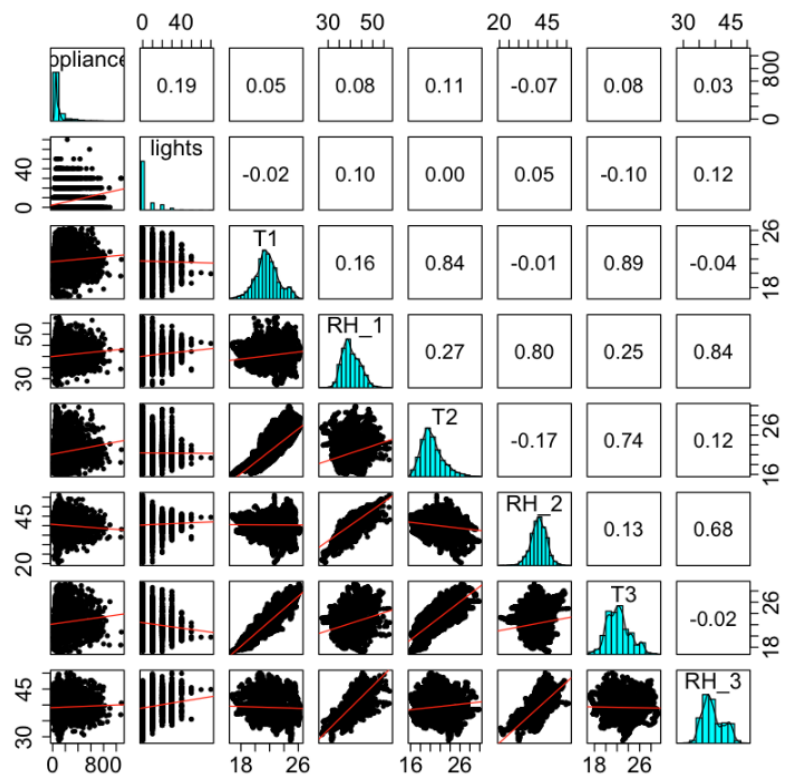 0 40 30 50 20 45 30 45
ppliance 0.19 0.05 0.08 0.11 -0.07 0.08 0.03 0 800
0 40 lights -0.02 0.10 0.00 0.05 -0.10 0.12
T1 0.16 0.84 -0.01 0.89 -0.04 18 26
30 50 RH_1 0.27 0.80 0.25 0.84
T2 -0.17 0.74 0.12 16 26
20 45 RH_2 0.13 0.68
T3 -0.02 18 26
30 45 RH_3
0 800 18 26 16 26 18 26